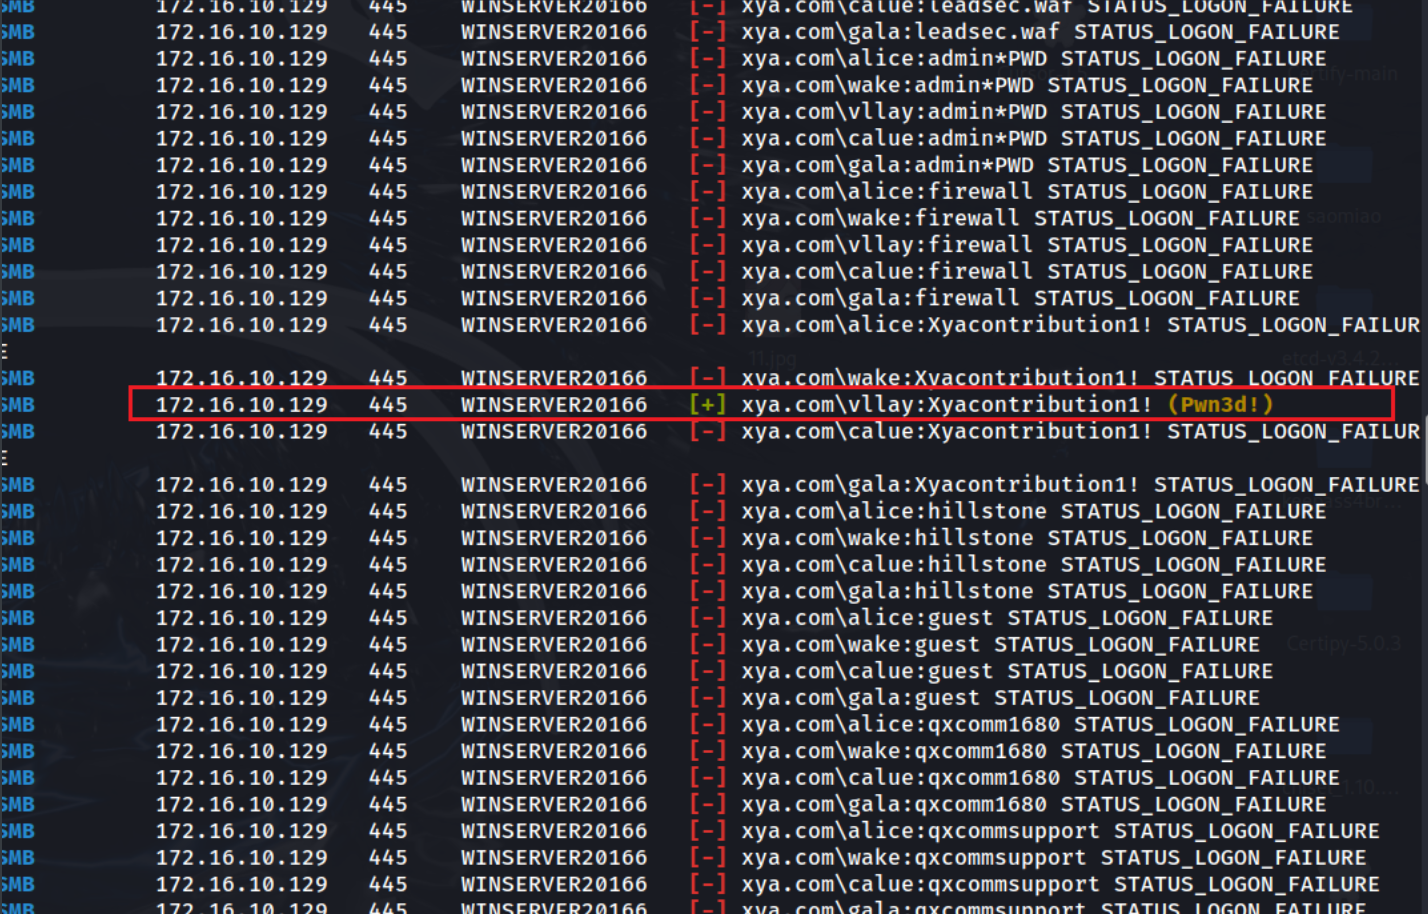 SMB 172.16.10.129 445 WINSERVER20166 [-] xya.com\calue:leadsec.waf STATUS_LOGON_FAILURE
SMB 172.16.10.129 445 WINSERVER20166 [-] xya.com\gala:leadsec.waf STATUS_LOGON_FAILURE
SMB 172.16.10.129 445 WINSERVER20166 [-] xya.com\alice:admin*PWD STATUS_LOGON_FAILURE
SMB 172.16.10.129 445 WINSERVER20166 [-] xya.com\wake:admin*PWD STATUS_LOGON_FAILURE
SMB 172.16.10.129 445 WINSERVER20166 [-] xya.com\vllay:admin*PWD STATUS_LOGON_FAILURE
SMB 172.16.10.129 445 WINSERVER20166 [-] xya.com\calue:admin*PWD STATUS_LOGON_FAILURE
SMB 172.16.10.129 445 WINSERVER20166 [-] xya.com\gala:admin*PWD STATUS_LOGON_FAILURE
SMB 172.16.10.129 445 WINSERVER20166 [-] xya.com\alice:firewall STATUS_LOGON_FAILURE
SMB 172.16.10.129 445 WINSERVER20166 [-] xya.com\wake:firewall STATUS_LOGON_FAILURE
saomiao
SMB 172.16.10.129 445 WINSERVER20166 [-] xya.com\vllay:firewall STATUS_LOGON_FAILURE
SMB 172.16.10.129 445 WINSERVER20166 [-] xya.com\calue:firewall STATUS_LOGON_FAILURE
SMB 172.16.10.129 445 WINSERVER20166 [-] xya.com\gala:firewall STATUS_LOGON_FAILURE
SMB 172.16.10.129 445 WINSERVER20166 [-] xya.com\alice:Xyacontribution1! STATUS_LOGON_FAILUR
E
11.jpg etcd-v3.4.2...
SMB 172.16.10.129 445 WINSERVER20166 [-] xya.com\wake:Xyacontribution1! STATUS_LOGON_FAILURE
SMB 172.16.10.129 445 WINSERVER20166 [+] xya.com\vllay:Xyacontribution1! (Pwn3d!)
SMB 172.16.10.129 445 WINSERVER20166 [-] xya.com\calue:Xyacontribution1! STATUS_LOGON_FAILUR
E
SMB 172.16.10.129 445 WINSERVER20166 [-] xya.com\gala:Xyacontribution1! STATUS_LOGON_FAILURE
SMB 172.16.10.129 445 WINSERVER20166 [-] xya.com\alice:hillstone STATUS_LOGON_FAILURE
SMB 172.16.10.129 445 WINSERVER20166 [-] xya.com\wake:hillstone STATUS_LOGON_FAILURE
SMB 172.16.10.129 445 WINSERVER20166 [-] xya.com\calue:hillstone STATUS_LOGON_FAILURE
SMB 172.16.10.129 445 WINSERVER20166 [-] xya.com\gala:hillstone STATUS_LOGON_FAILURE
SMB 172.16.10.129 445 WINSERVER20166 [-] xya.com\alice:guest STATUS_LOGON_FAILURE
SMB 172.16.10.129 445 WINSERVER20166 [-] xya.com\wake:guest STATUS_LOGON_FAILURE
Certipy-5.0.3
SMB 172.16.10.129 445 WINSERVER20166 [-] xya.com\calue:guest STATUS_LOGON_FAILURE
SMB 172.16.10.129 445 WINSERVER20166 [-] xya.com\gala:guest STATUS_LOGON_FAILURE
SMB 172.16.10.129 445 WINSERVER20166 [-] xya.com\alice:qxcomm1680 STATUS_LOGON_FAILURE
SMB 172.16.10.129 445 WINSERVER20166 [-] xya.com\wake:qxcomm1680 STATUS_LOGON_FAILURE
SMB 172.16.10.129 445 WINSERVER20166 [-] xya.com\calue:qxcomm1680 STATUS_LOGON_FAILURE
SMB 172.16.10.129 445 WINSERVER20166 [-] xya.com\gala:qxcomm1680 STATUS_LOGON_FAILURE
SMB 172.16.10.129 445 WINSERVER20166 [-] xya.com\alice:qxcommsupport STATUS_LOGON_FAILURE
SMB 172.16.10.129 445 WINSERVER20166 [-] xya.com\wake:qxcommsupport STATUS_LOGON_FAILURE
SMB 172.16.10.129 445 WINSERVER20166 [-] xya.com\calue:qxcommsupport STATUS_LOGON_FAILURE
SMB 172.16.10.129 445 WINSERVER20166 [-] xya.com\gala:qxcommsupport STATUS_LOGON_FAILURE